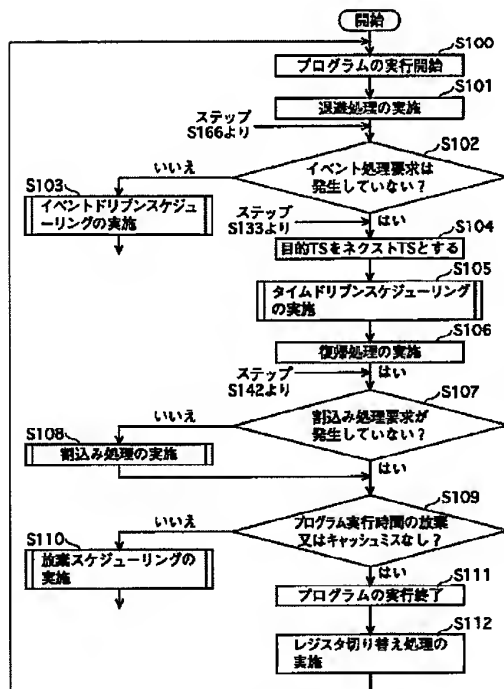 開始
S100
プログラムの実行開始
S101
退避処理の実施
ステップ
S166より
S102
イベント処理要求は
発生していない?
いいえ
S103
イベントドリブンスケジュ
ーリングの実施
はい
ステップ
S133より
S104
目的TSをネクストTSとする
S105
タイムドリブンスケジューリング
の実施
S106
復帰処理の実施
ステップ
S142より
はい
S107
割込み処理要求が
発生していない?
いいえ
S108
割込み処理の実施
はい
S109
プログラム実行時間の放棄
又はキャッシュミスなし?
いいえ
S110
放棄スケジューリングの
実施
はい
S111
プログラムの実行終了
S112
レジスタ切り替え処理の
実施